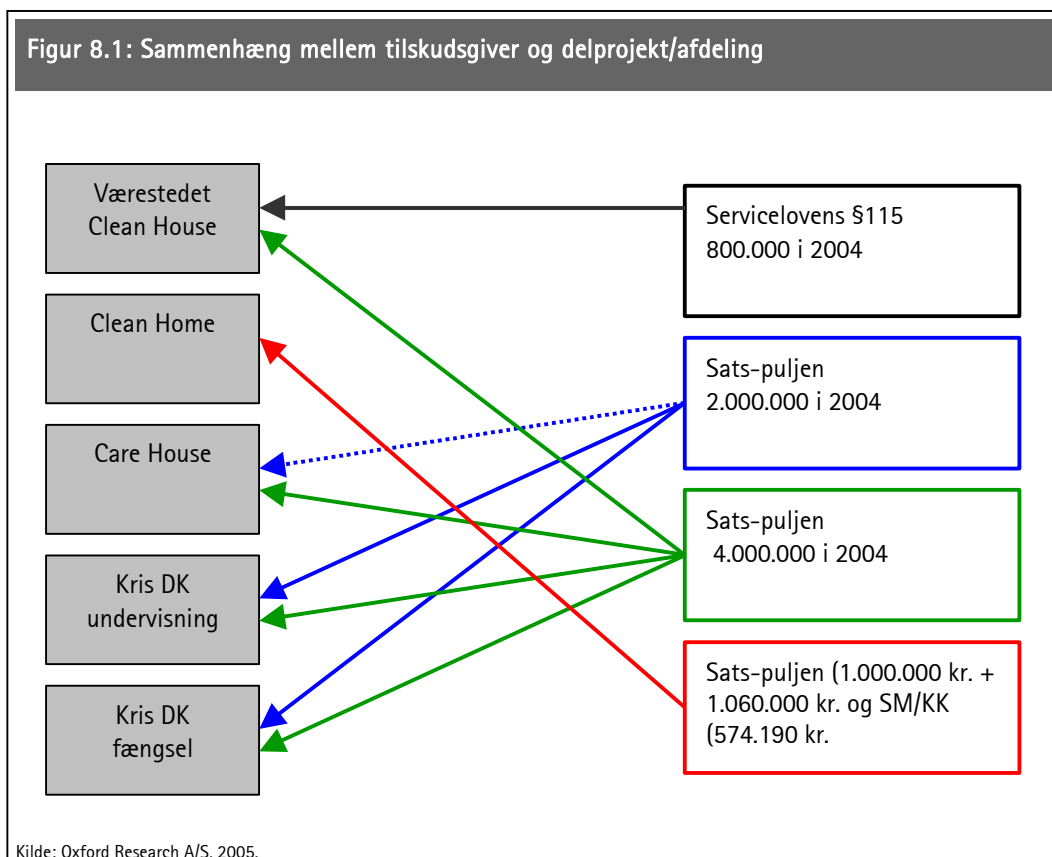 Figur 8.1: Sammenhæng mellem tilskudsgiver og delprojekt/afdeling
Værestedet
Clean House
Clean Home
Care House
Kris DK
undervisning
Kris DK
fængsel
Servicelovens §115
800.000 i 2004
Sats-puljen
2.000.000 i 2004
Sats-puljen
4.000.000 i 2004
Sats-puljen (1.000.000 kr. +
1.060.000 kr. og SM/KK
(574.190 kr.
Kilde: Oxford Research A/S, 2005.